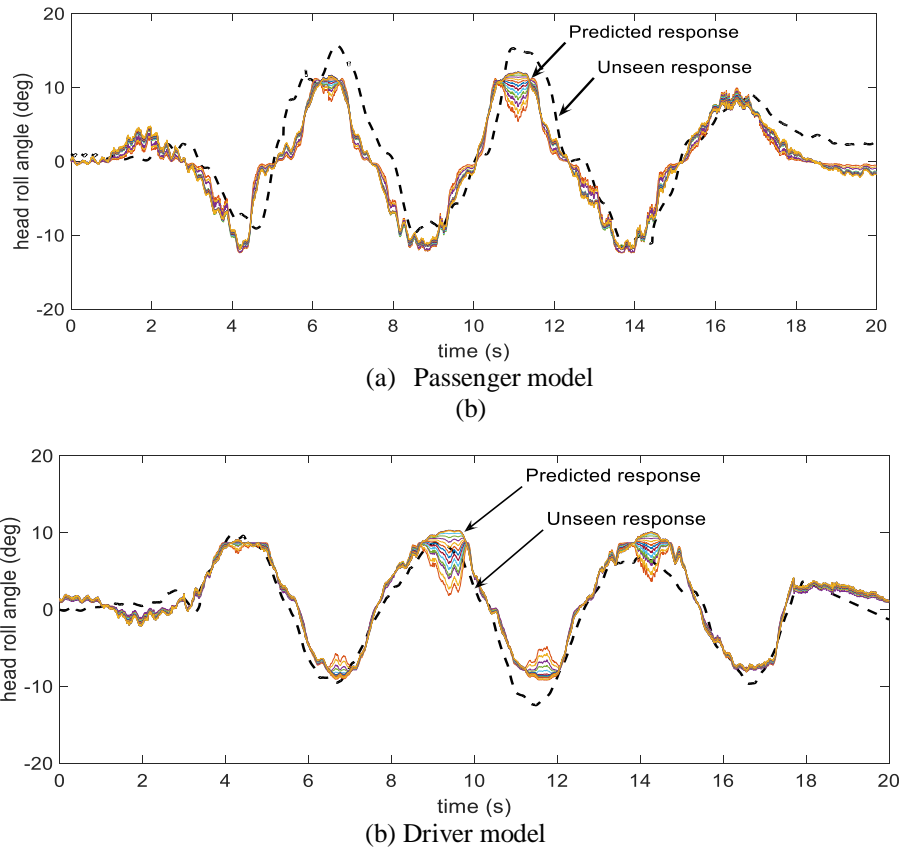 20
10
0
-10
-20
head roll angle (deg)
Predicted response
Unseen response
0 2 4 6 8 10 12 14 16 18 20
time (s)
(a) Passenger model
(b)
20
10
0
-10
-20
head roll angle (deg)
Predicted response
Unseen response
0 2 4 6 8 10 12 14 16 18 20
time (s)
(b) Driver model